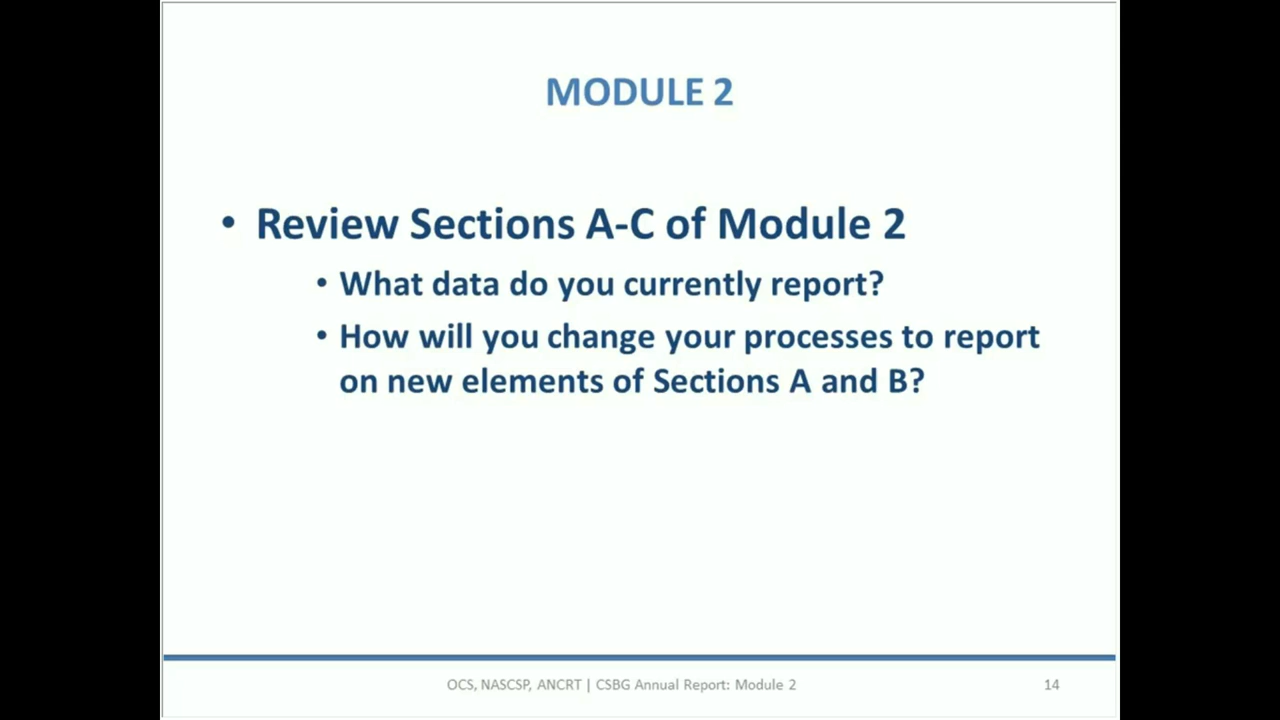 MODULE 2
• Review Sections A-C of Module 2
• What data do you currently report?
• How will you change your processes to report
on new elements of Sections A and B?
OCS, NASCSP, ANCRT | CSBG Annual Report: Module 2
14